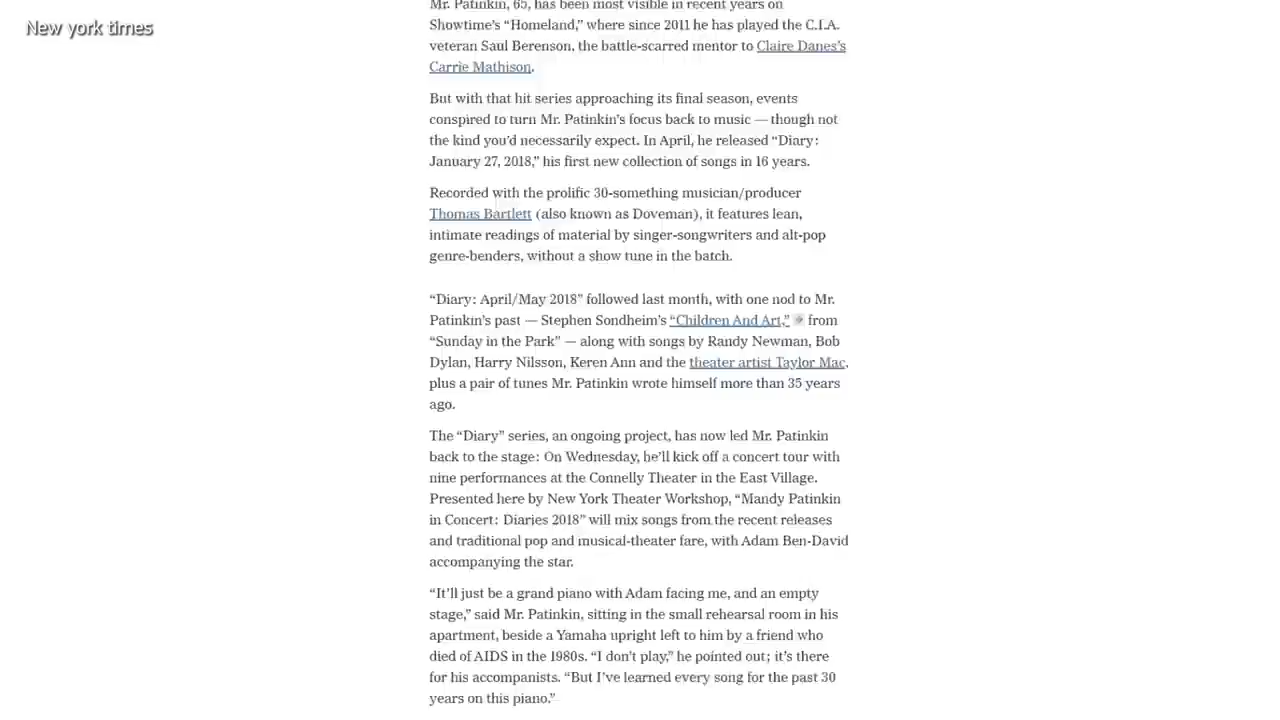 New york times
Mr. Patinkin, 65, has been most visible in recent years on
Showtime's “Homeland,” where since 2011 he has played the C.I.A.
veteran Saul Berenson, the battle-scarred mentor to Claire Danes's
Carrie Mathison.
But with that hit series approaching its final season, events
conspired to turn Mr. Patinkin's focus back to music — though not
the kind you'd necessarily expect. In April, he released “Diary:
January 27, 2018,” his first new collection of songs in 16 years.
Recorded with the prolific 30-something musician/producer
Thomas Bartlett (also known as Doveman), it features lean,
intimate readings of material by singer-songwriters and alt-pop
genre-benders, without a show tune in the batch.
“Diary: April/May 2018” followed last month, with one nod to Mr.
Patinkin's past — Stephen Sondheim's “Children And Art,” from
“Sunday in the Park” — along with songs by Randy Newman, Bob
Dylan, Harry Nilsson, Keren Ann and the theater artist Taylor Mac,
plus a pair of tunes Mr. Patinkin wrote himself more than 35 years
ago.
The “Diary” series, an ongoing project, has now led Mr. Patinkin
back to the stage: On Wednesday, he'll kick off a concert tour with
nine performances at the Connelly Theater in the East Village.
Presented here by New York Theater Workshop, “Mandy Patinkin
in Concert: Diaries 2018” will mix songs from the recent releases
and traditional pop and musical-theater fare, with Adam Ben-David
accompanying the star.
“It'll just be a grand piano with Adam facing me, and an empty
stage,” said Mr. Patinkin, sitting in the small rehearsal room in his
apartment, beside a Yamaha upright left to him by a friend who
died of AIDS in the 1980s. “I don't play,” he pointed out; it's there
for his accompanists. “But I've learned every song for the past 30
years on this piano.”